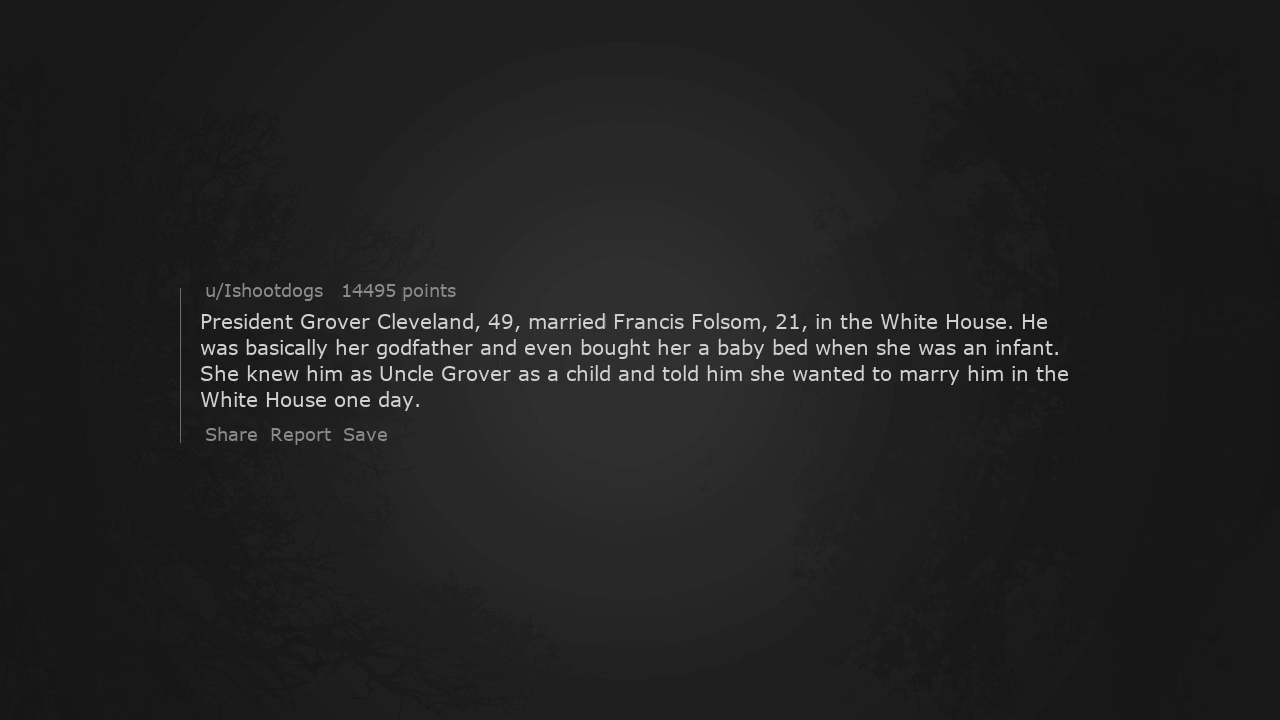 u/Ishootdogs 14495 points
President Grover Cleveland, 49, married Francis Folsom, 21, in the White House. He
was basically her godfather and even bought her a baby bed when she was an infant.
She knew him as Uncle Grover as a child and told him she wanted to marry him in the
White House one day.
Share Report Save